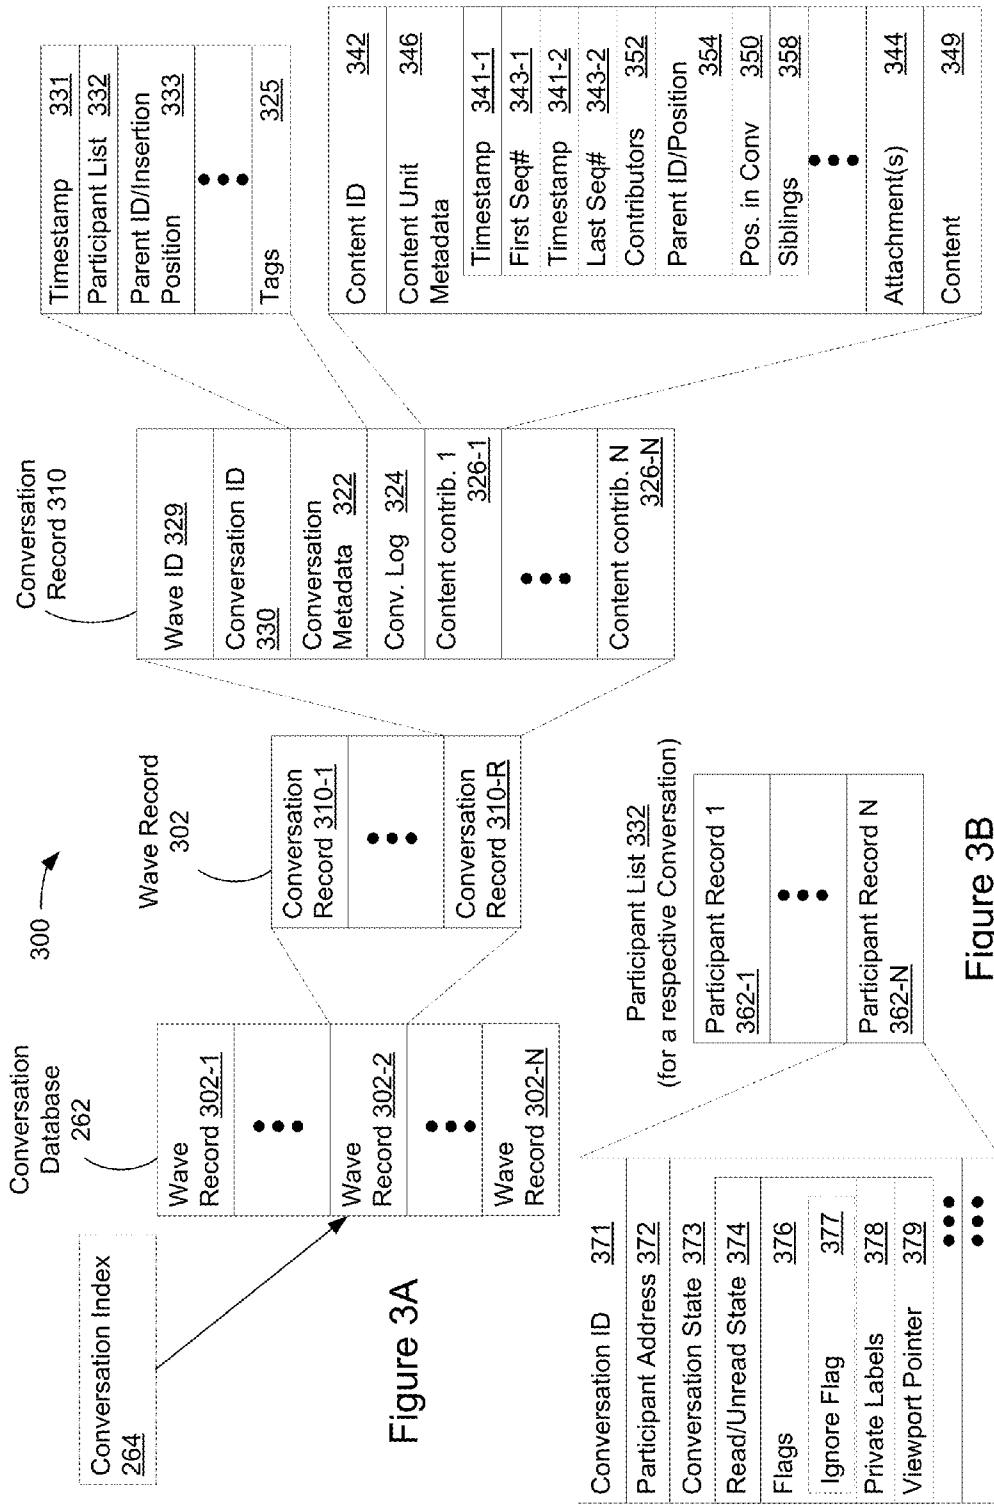 300
Conversation Index
264
Conversation
Database
262
Wave
Record 302-1
Wave
Record 302-2
Wave
Record 302-N
Wave Record
302
Conversation
Record 310-1
Conversation
Record 310-R
Conversation
Record 310
Wave ID 329
Conversation ID
330
Conversation
Metadata 322
Conv. Log 324
Content contrib. 1
326-1
Content contrib. N
326-N
Timestamp 331
Participant List 332
Parent ID/Insertion
Position 333
Tags 325
Content ID 342
Content Unit 346
Metadata
Timestamp 341-1
First Seq# 343-1
Timestamp 341-2
Last Seq# 343-2
Contributors 352
Parent ID/Position
354
Pos. in Conv 350
Siblings 358
Attachment(s) 344
Content 349
Figure 3A
Participant List 332
(for a respective Conversation)
Participant Record 1
362-1
Participant Record N
362-N
Conversation ID 371
Participant Address 372
Conversation State 373
Read/Unread State 374
Flags 376
Ignore Flag 377
Private Labels 378
Viewport Pointer 379
Figure 3B